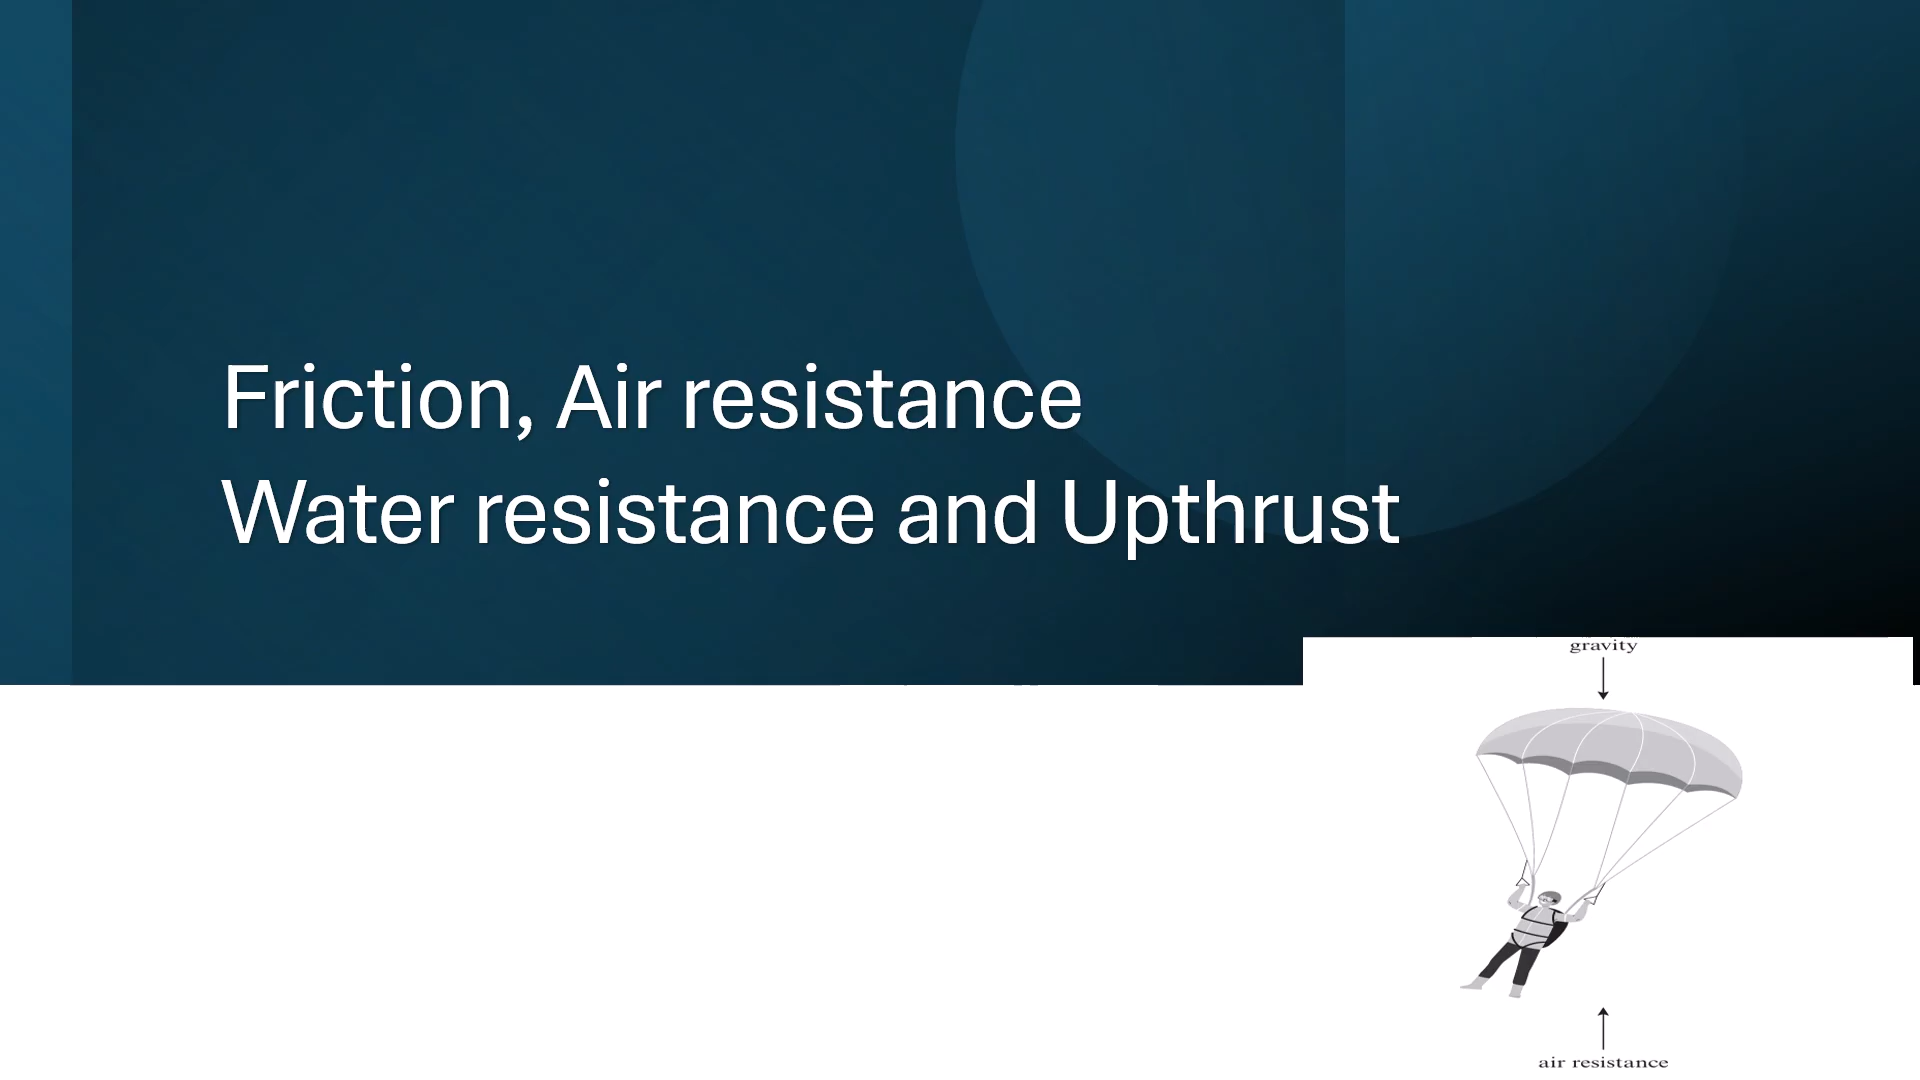 Friction, Air resistance
Water resistance and Upthrust
gravity
air resistance